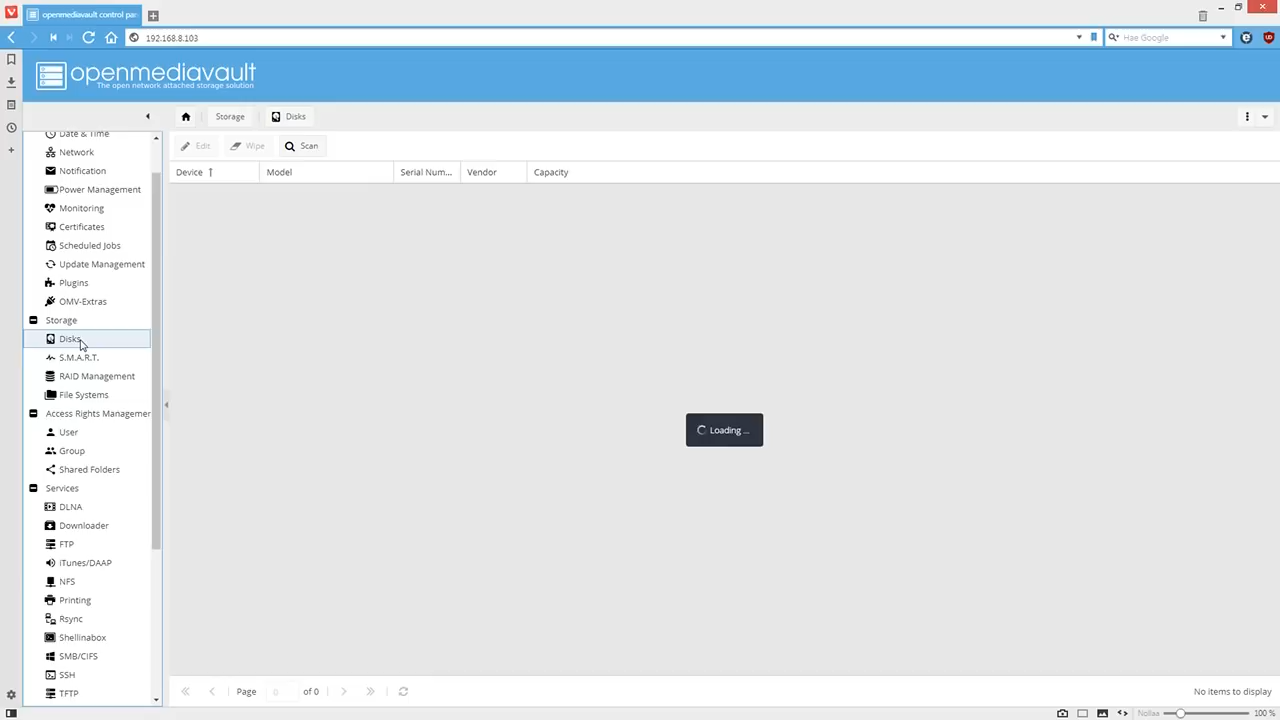 openmediavault control pan
192.168.8.103
Hae Google
openmediavault
The open network attached storage solution
Storage
Disks
Date & Time
Network
Notification
Power Management
Monitoring
Certificates
Scheduled Jobs
Update Management
Plugins
OMV-Extras
Storage
Disks
S.M.A.R.T.
RAID Management
File Systems
Access Rights Managemer
User
Group
Shared Folders
Services
DLNA
Downloader
FTP
iTunes/DAAP
NFS
Printing
Rsync
Shellinabox
SMB/CIFS
SSH
TFTP
Edit
Wipe
Scan
Device
Model
Serial Num...
Vendor
Capacity
Loading ...
Page 0 of 0
No items to display
Nollaa
100 %